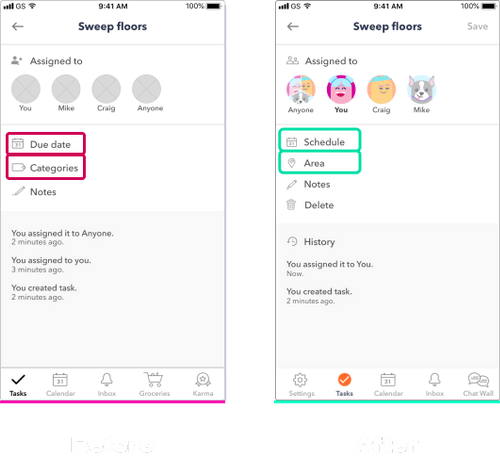 GS 9:41 AM 100%
Sweep floors
Assigned to
You Mike Craig Anyone
Due date
Categories
Notes
You assigned it to Anyone.
2 minutes ago.
You assigned to you.
3 minutes ago.
You created task.
2 minutes ago.
31
Tasks Calendar Inbox Groceries Karma
Before
GS 9:41 AM 100%
Sweep floors Save
Assigned to
Anyone You Craig Mike
Schedule
Area
Notes
Delete
History
You assigned it to You.
Now.
You created task.
2 minutes ago.
31
Settings Tasks Calendar Inbox Chat Wall
After